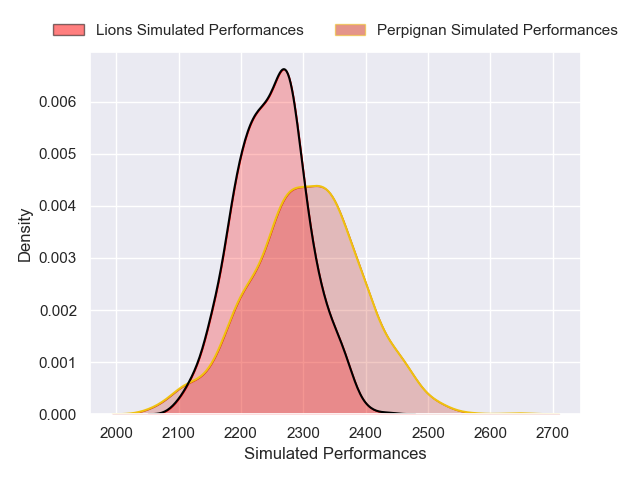 Lions Simulated Performances
Perpignan Simulated Performances
0.006
0.005
0.004
0.003
0.002
0.001
0.000
Density
2000 2100 2200 2300 2400 2500 2600 2700
Simulated Performances